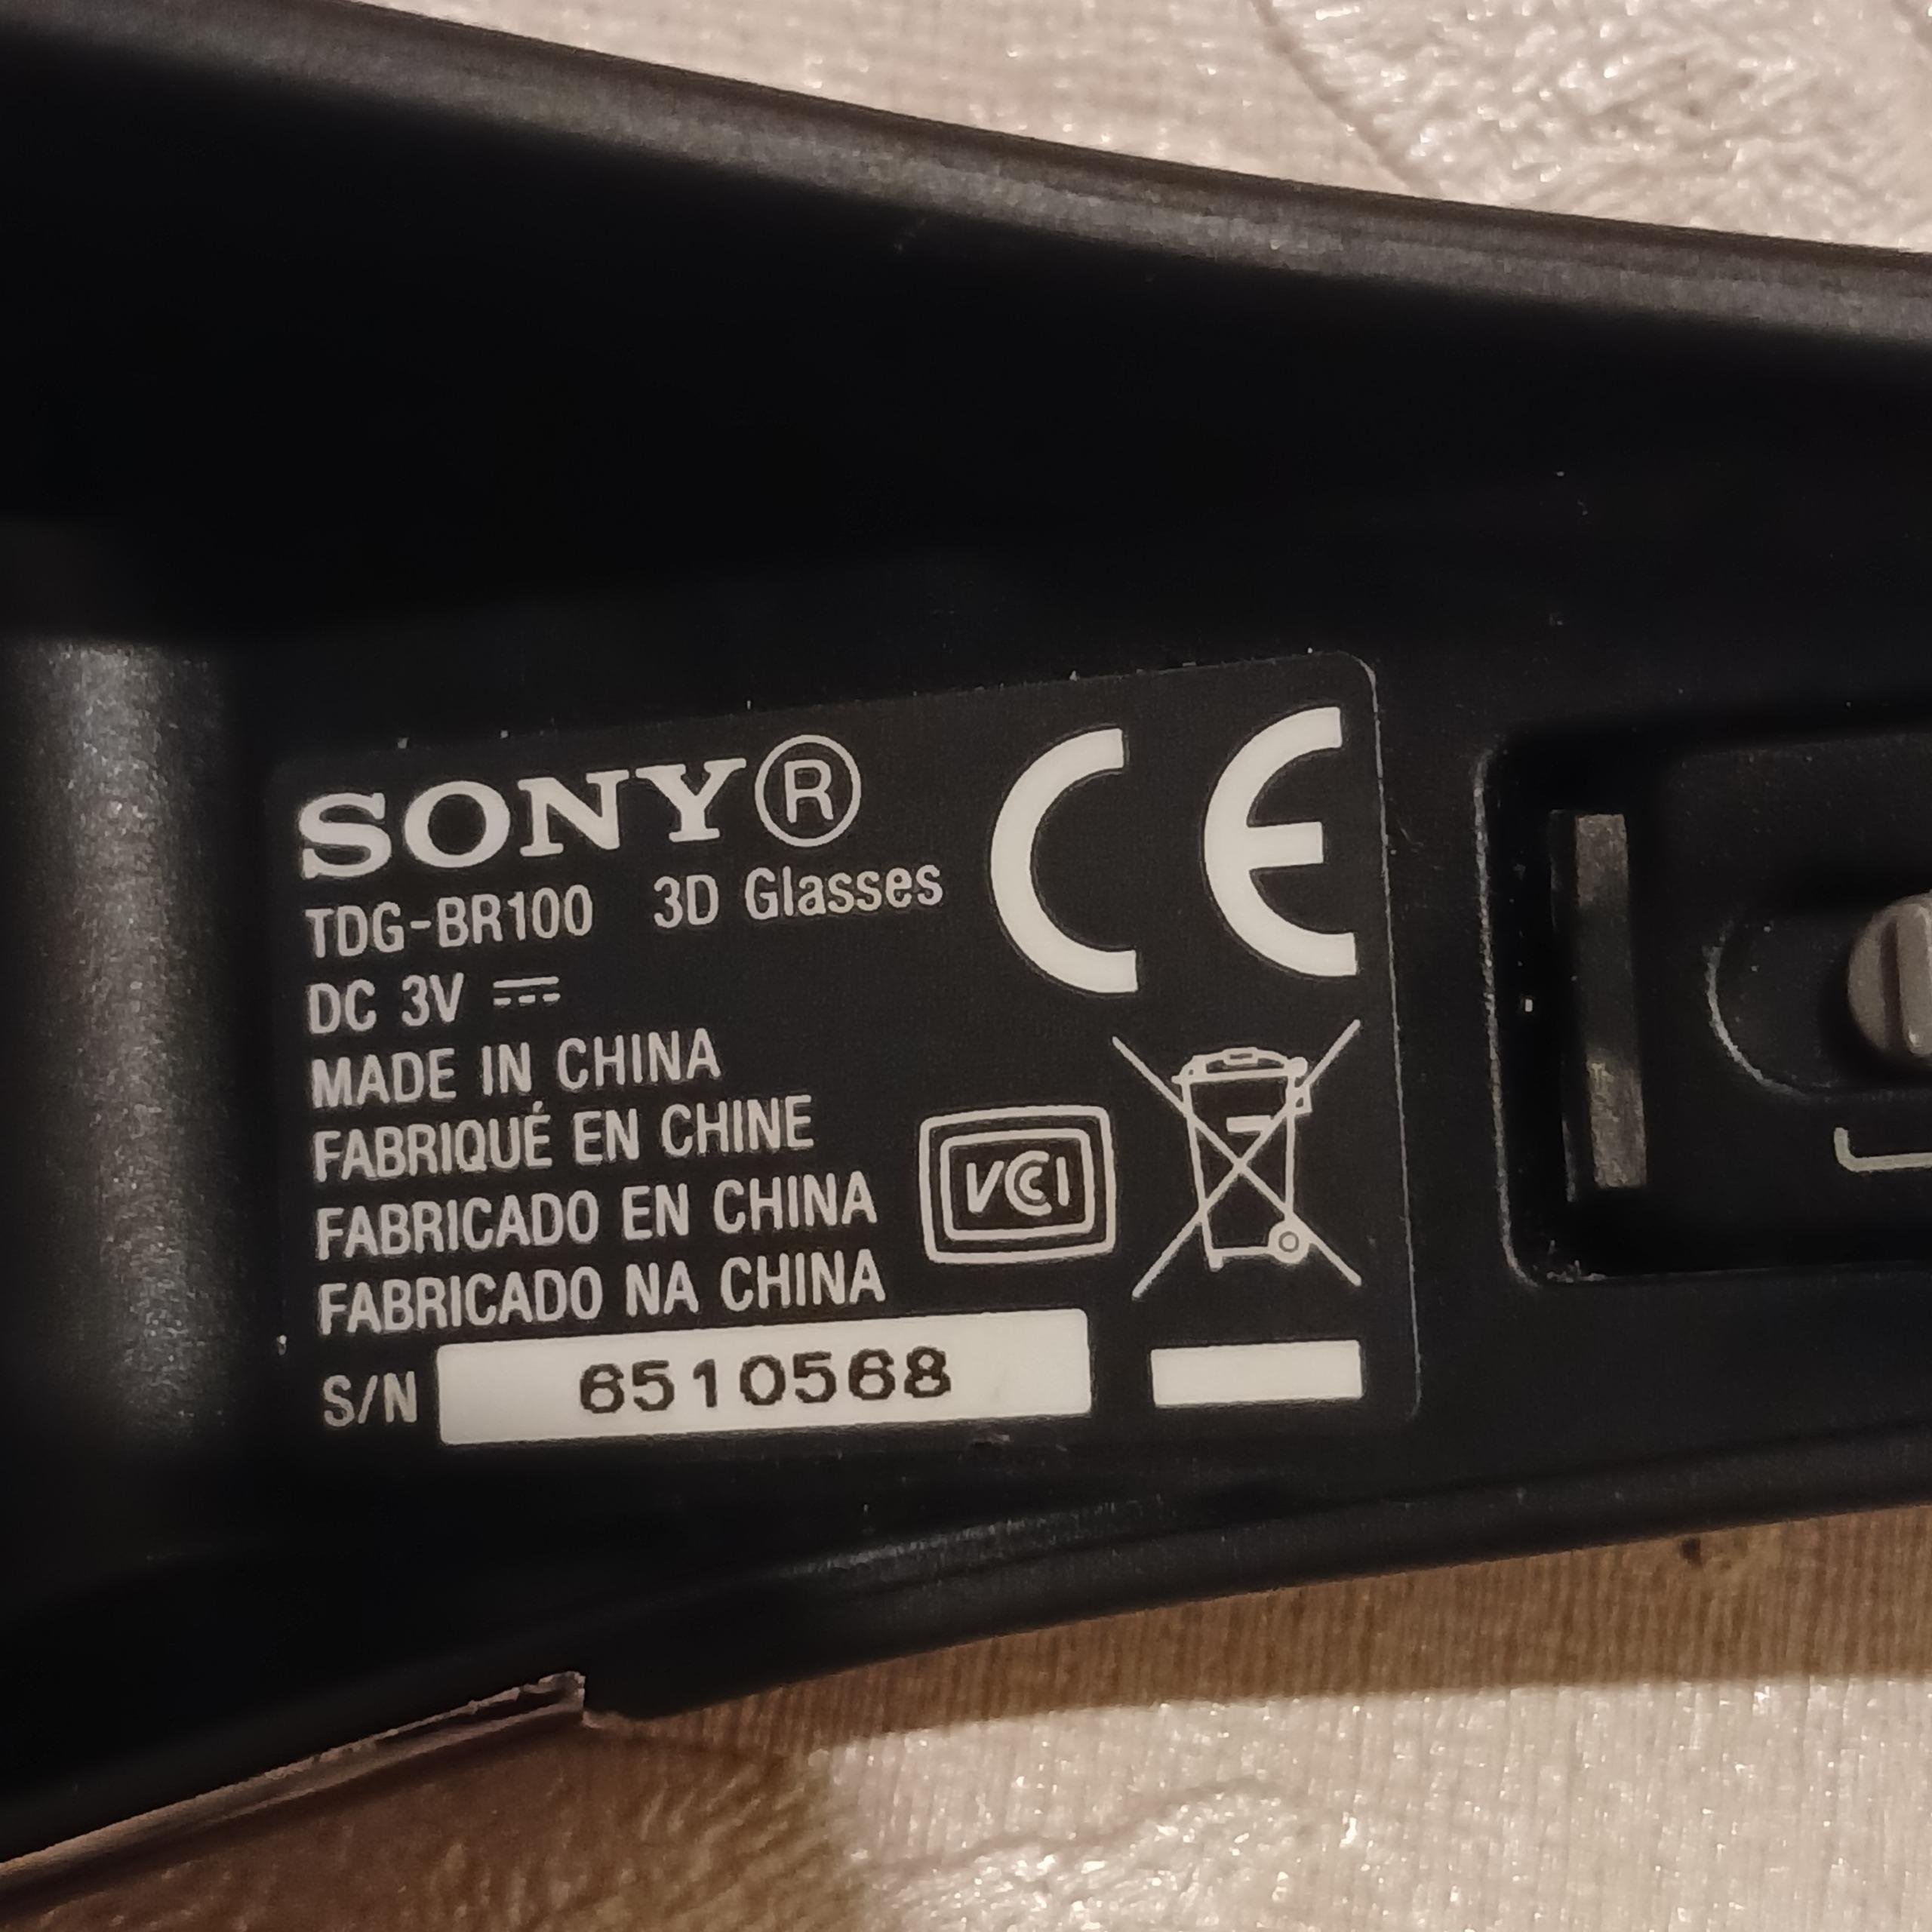 SONY®
TDG-BR100 3D Glasses
DC 3V ⎓
MADE IN CHINA
FABRIQUÉ EN CHINE
FABRICADO EN CHINA
FABRICADO NA CHINA
S/N 6510568
CE
VCCI